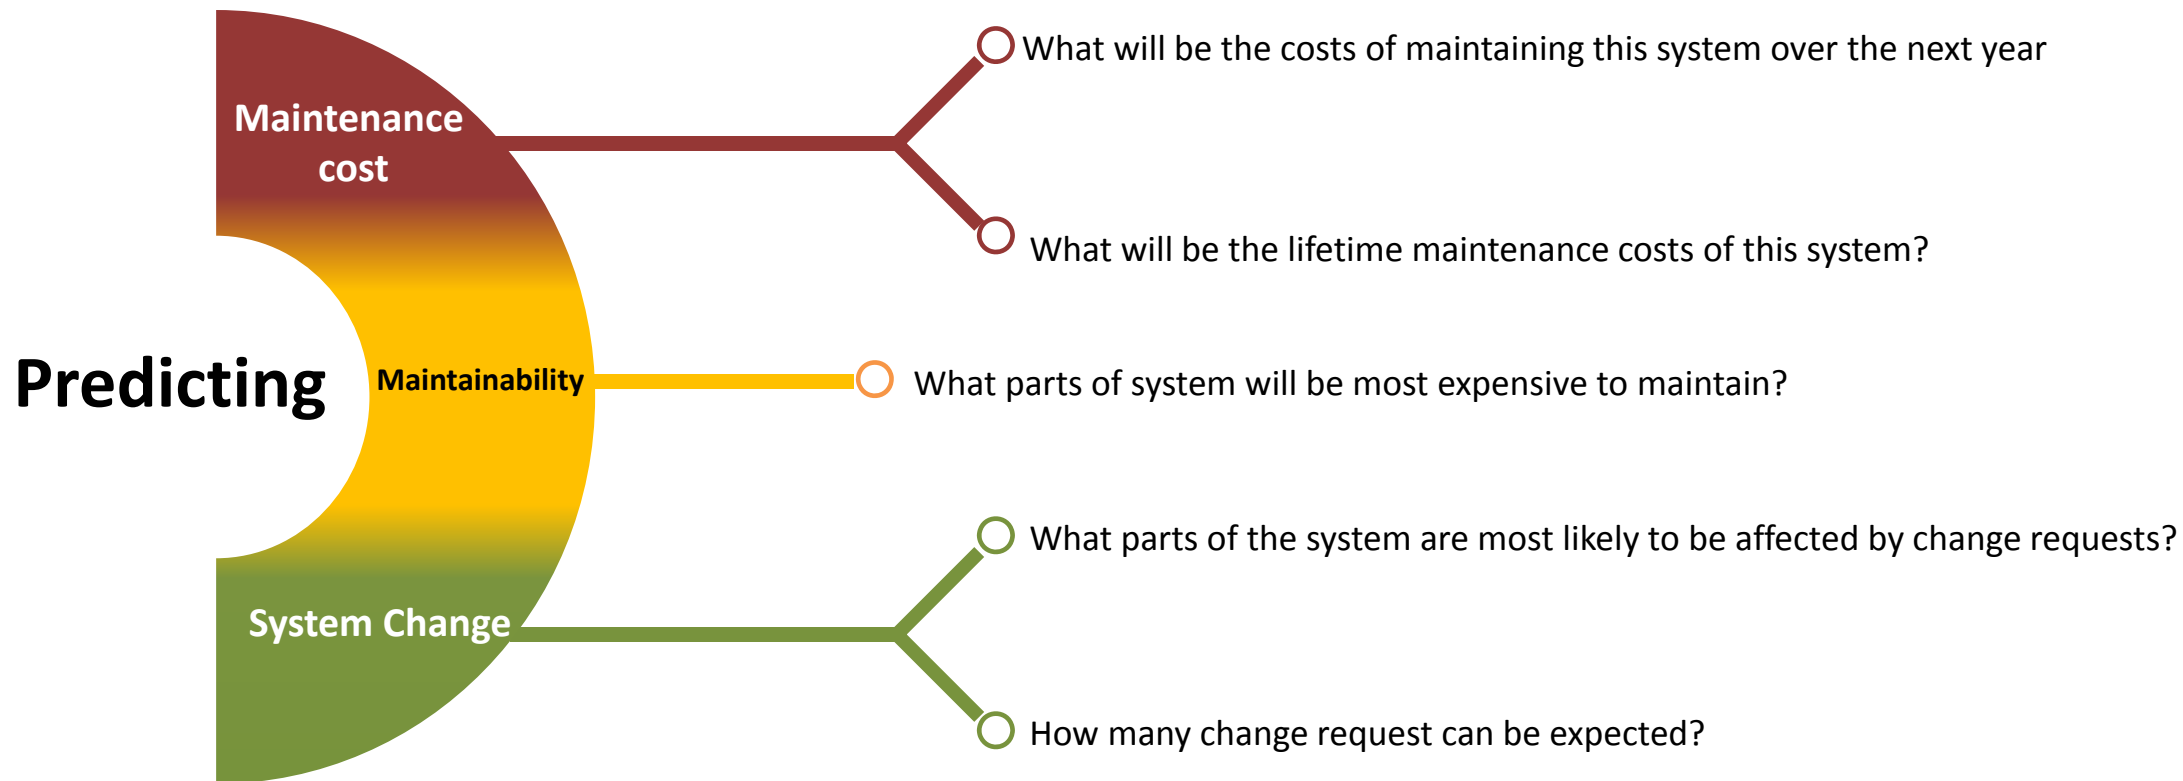 Predicting
Maintenance
cost
What will be the costs of maintaining this system over the next year
What will be the lifetime maintenance costs of this system?
Maintainability
What parts of system will be most expensive to maintain?
System Change
What parts of the system are most likely to be affected by change requests?
How many change request can be expected?